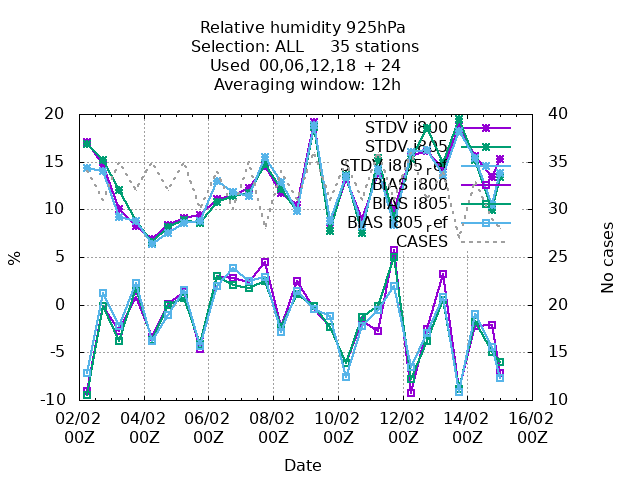 Relative humidity 925hPa
Selection: ALL 35 stations
Used 00,06,12,18 + 24
Averaging window: 12h
20
15
10
5
0
-5
-10
%
40
35
30
25
20
15
10
No cases
STDV i800
STDV i805
STDV i805_ref
BIAS i800
BIAS i805
BIAS i805_ref
CASES
02/02 04/02 06/02 08/02 10/02 12/02 14/02 16/02
00Z 00Z 00Z 00Z 00Z 00Z 00Z 00Z
Date